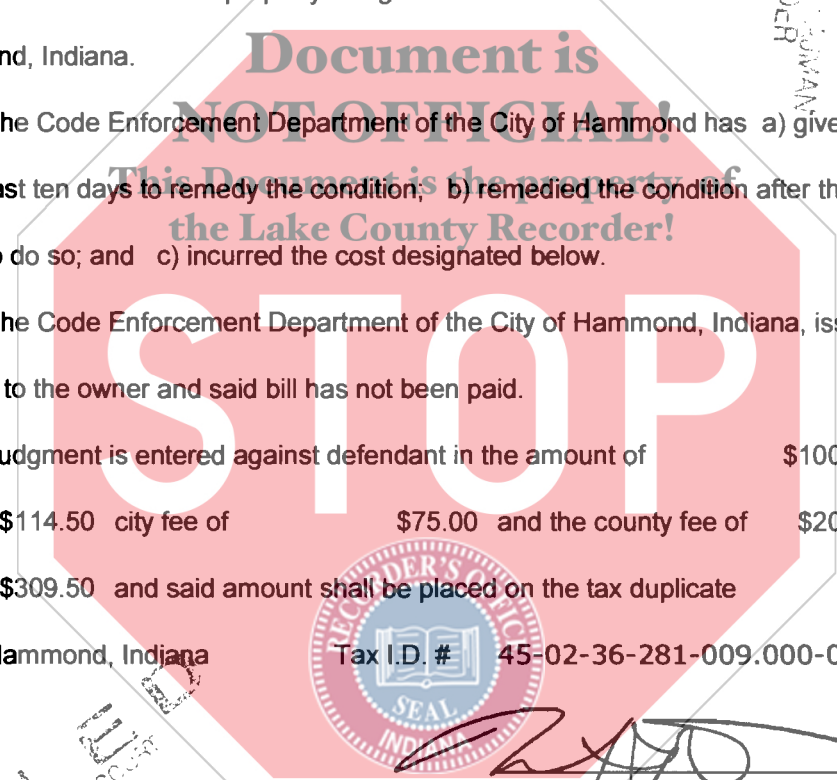 nd, Indiana.
Document is
he Code Enforcement Department of the City of Hammond has a) give
NOT OFFICIAL!
This Document is the property of
ast ten days to remedy the condition; b) remedied the condition after th
the Lake County Recorder!
o do so; and c) incurred the cost designated below.
STOP
he Code Enforcement Department of the City of Hammond, Indiana, iss
to the owner and said bill has not been paid.
udgment is entered against defendant in the amount of $100
$114.50 city fee of $75.00 and the county fee of $20
$309.50 and said amount shall be placed on the tax duplicate
Hammond, Indiana Tax I.D. # 45-02-36-281-009.000-0
RECORDER'S OFFICE
SEAL
INDIANA